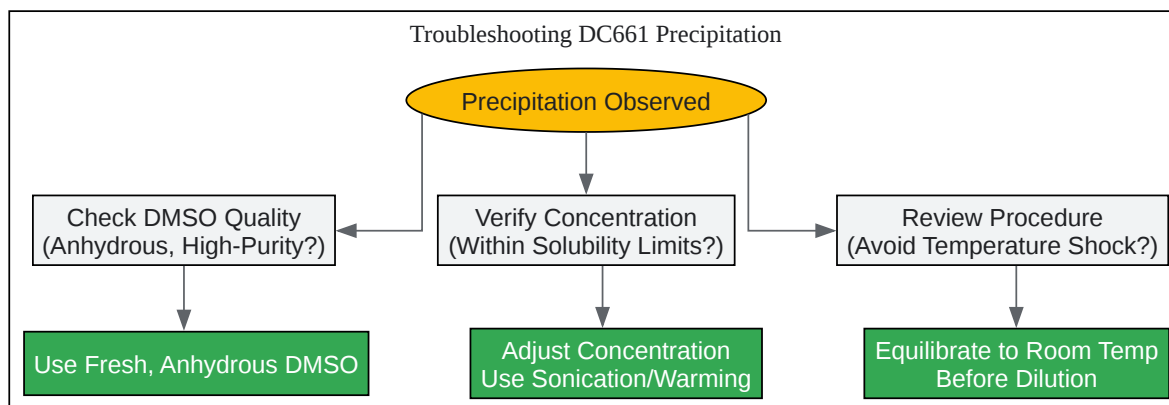 Troubleshooting DC661 Precipitation
Precipitation Observed
Check DMSO Quality
(Anhydrous, High-Purity?)
Verify Concentration
(Within Solubility Limits?)
Review Procedure
(Avoid Temperature Shock?)
Use Fresh, Anhydrous DMSO
Adjust Concentration
Use Sonication/Warming
Equilibrate to Room Temp
Before Dilution